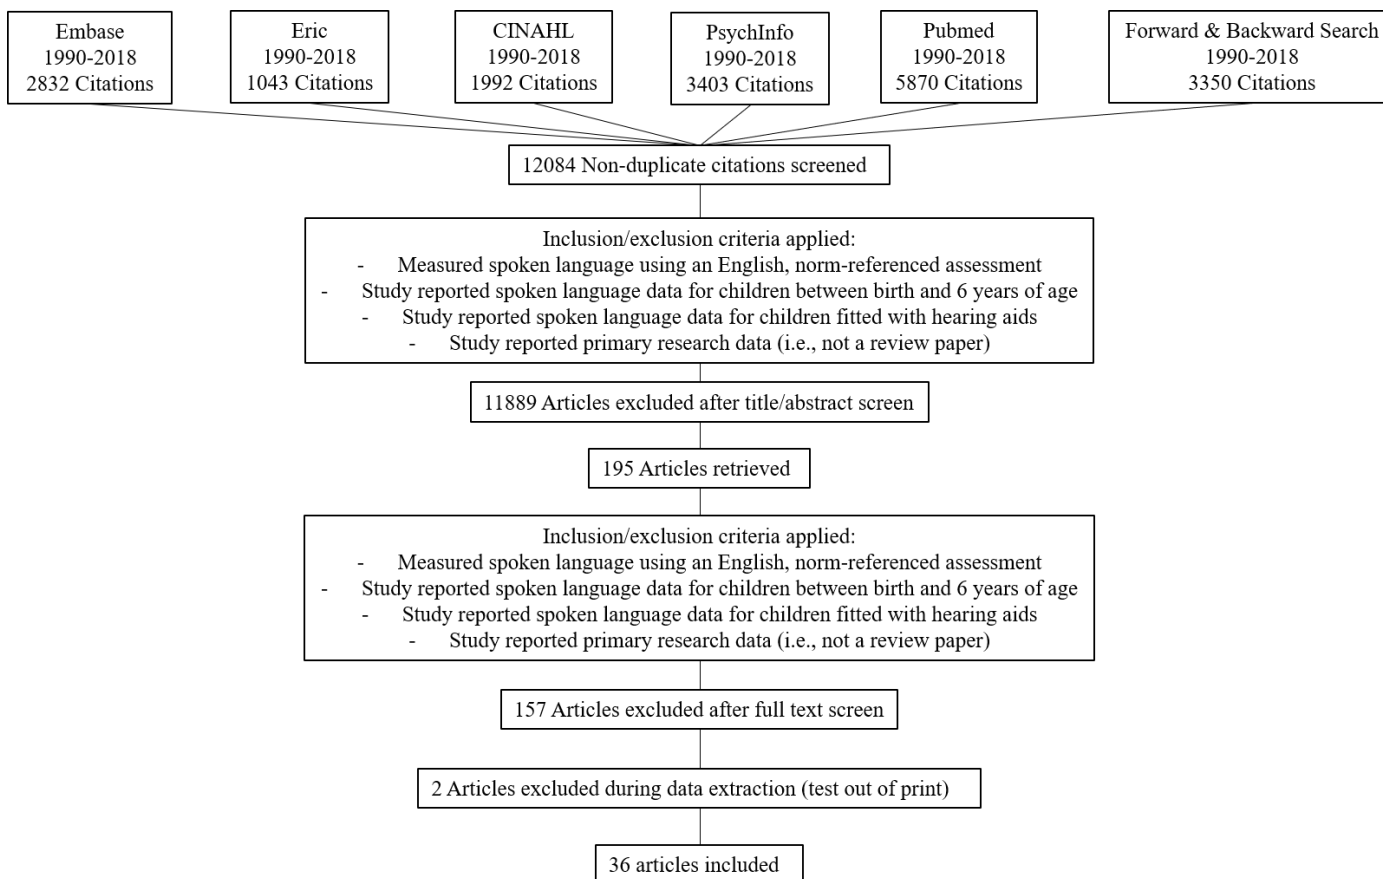 Embase
1990-2018
2832 Citations
Eric
1990-2018
1043 Citations
CINAHL
1990-2018
1992 Citations
PsychInfo
1990-2018
3403 Citations
Pubmed
1990-2018
5870 Citations
Forward & Backward Search
1990-2018
3350 Citations
12084 Non-duplicate citations screened
Inclusion/exclusion criteria applied:
- Measured spoken language using an English, norm-referenced assessment
- Study reported spoken language data for children between birth and 6 years of age
- Study reported spoken language data for children fitted with hearing aids
- Study reported primary research data (i.e., not a review paper)
11889 Articles excluded after title/abstract screen
195 Articles retrieved
Inclusion/exclusion criteria applied:
- Measured spoken language using an English, norm-referenced assessment
- Study reported spoken language data for children between birth and 6 years of age
- Study reported spoken language data for children fitted with hearing aids
- Study reported primary research data (i.e., not a review paper)
157 Articles excluded after full text screen
2 Articles excluded during data extraction (test out of print)
36 articles included